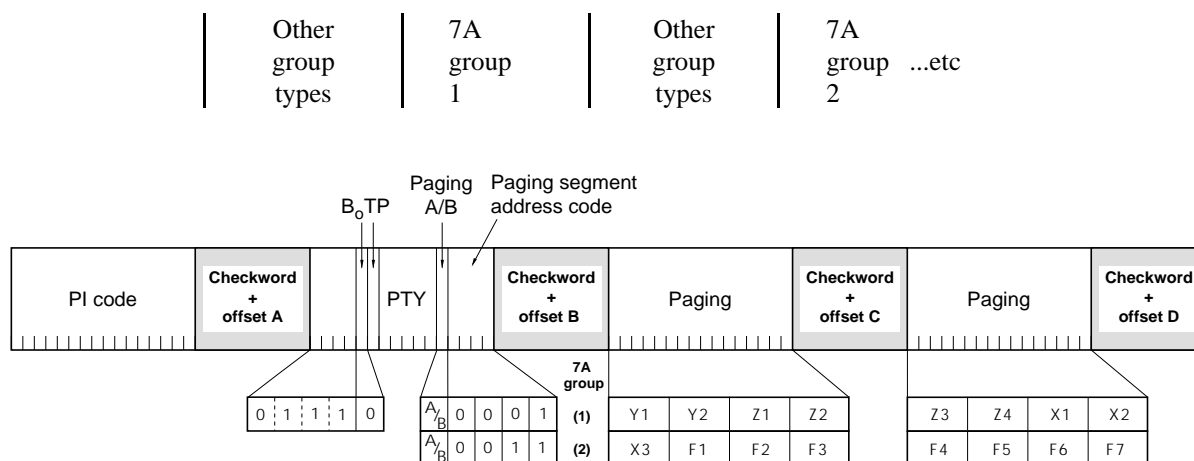 Other 7A Other 7A
group group group group ...etc
types 1 types 2
Paging Paging segment
BoTP A/B address code
Checkword Checkword Checkword Checkword
PI code + PTY + Paging + Paging +
offset A offset B offset C offset D
7A
group
0 1 1 1 0 A/B 0 0 0 1 (1) Y1 Y2 Z1 Z2 Z3 Z4 X1 X2
A/B 0 0 1 1 (2) X3 F1 F2 F3 F4 F5 F6 F7